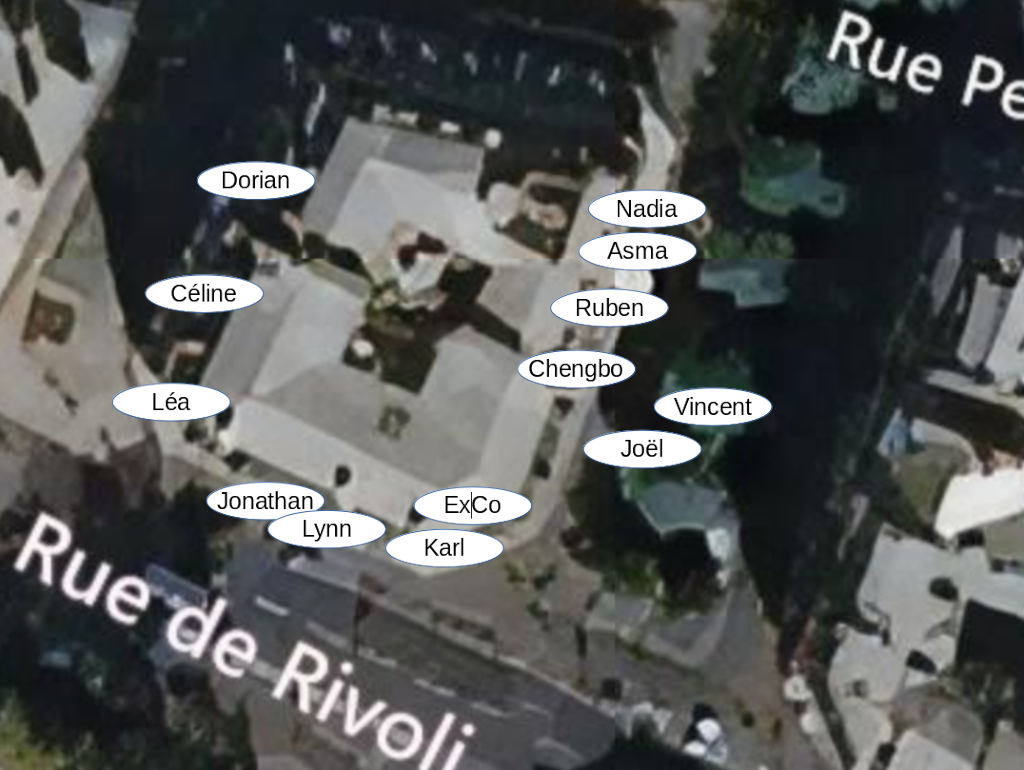 Rue Pe
Dorian
Nadia
Asma
Céline
Ruben
Chengbo
Léa
Vincent
Joël
Jonathan
ExCo
Lynn
Karl
Rue de Rivoli